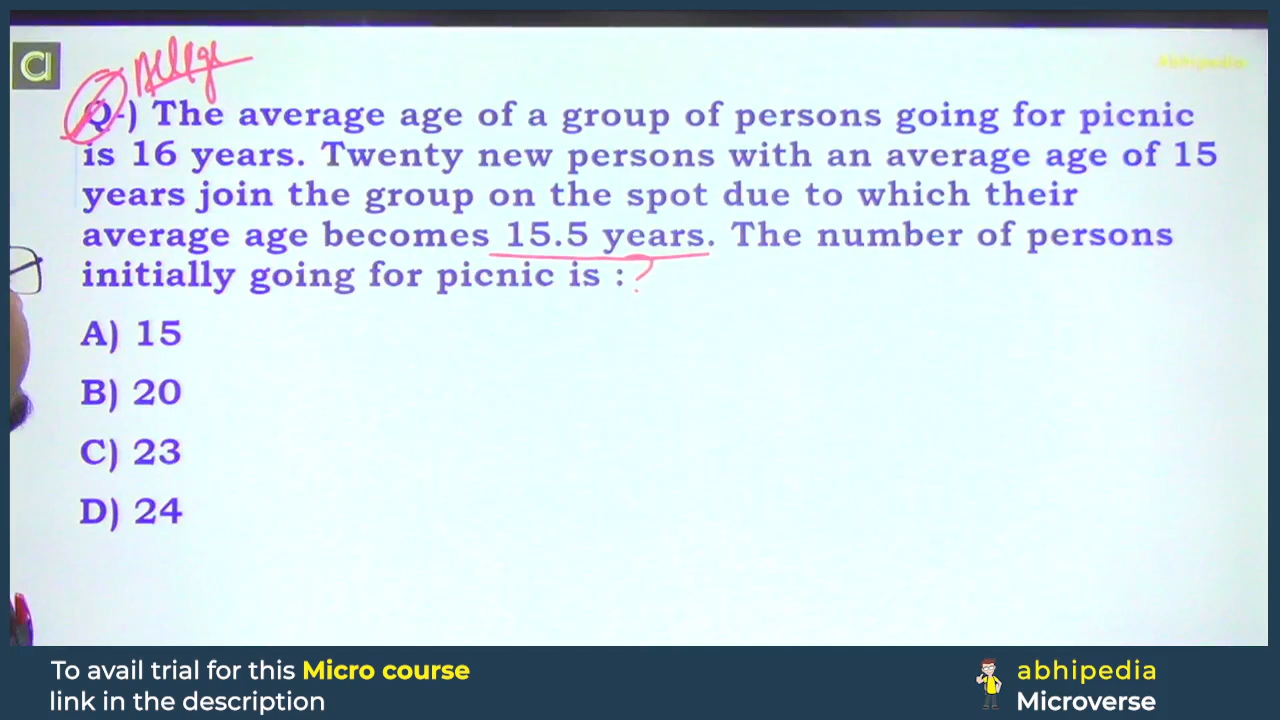 a
Average
abhipedia
Q-) The average age of a group of persons going for picnic
is 16 years. Twenty new persons with an average age of 15
years join the group on the spot due to which their
average age becomes 15.5 years. The number of persons
initially going for picnic is : ?
A) 15
B) 20
C) 23
D) 24
To avail trial for this Micro course
link in the description
abhipedia
Microverse